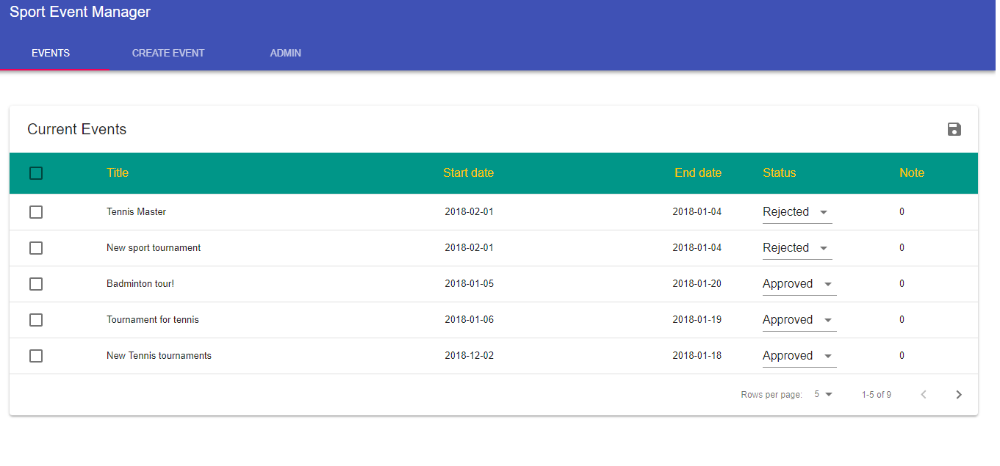 Sport Event Manager
EVENTS CREATE EVENT ADMIN
Current Events
Title Start date End date Status Note
Tennis Master 2018-02-01 2018-01-04 Rejected 0
New sport tournament 2018-02-01 2018-01-04 Rejected 0
Badminton tour! 2018-01-05 2018-01-20 Approved 0
Tournament for tennis 2018-01-06 2018-01-19 Approved 0
New Tennis tournaments 2018-12-02 2018-01-18 Approved 0
Rows per page: 5 1-5 of 9